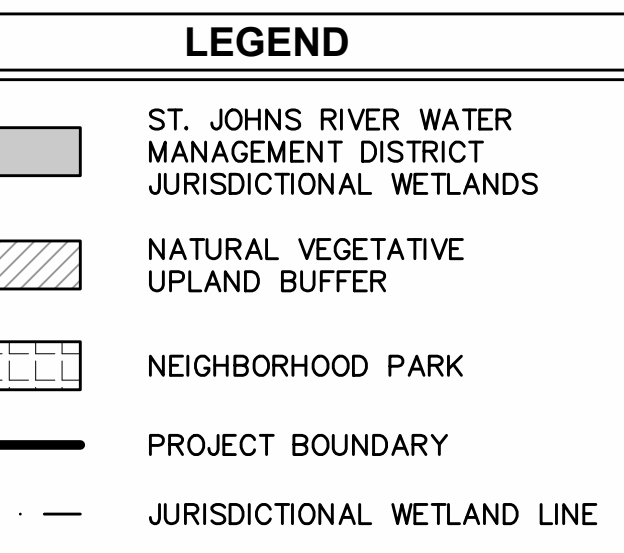 LEGEND
ST. JOHNS RIVER WATER
MANAGEMENT DISTRICT
JURISDICTIONAL WETLANDS
NATURAL VEGETATIVE
UPLAND BUFFER
NEIGHBORHOOD PARK
PROJECT BOUNDARY
JURISDICTIONAL WETLAND LINE